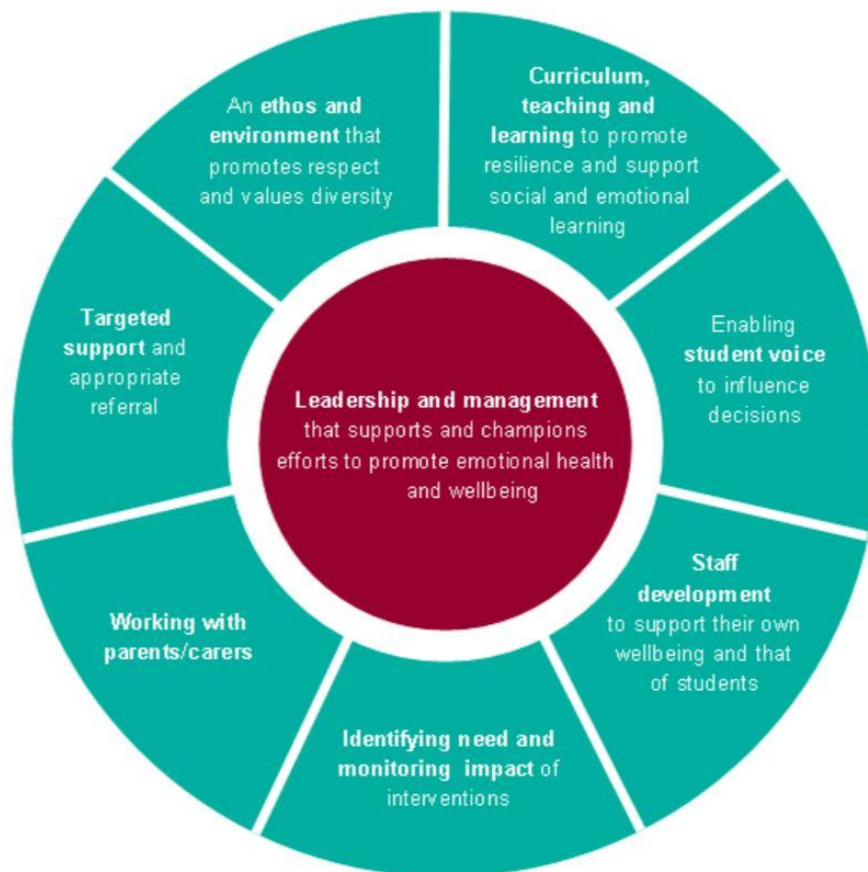 An ethos and
environment that
promotes respect
and values diversity
Curriculum,
teaching and
learning to promote
resilience and support
social and emotional
learning
Enabling
student voice
to influence
decisions
Staff
development
to support their own
wellbeing and that
of students
Identifying need and
monitoring impact of
interventions
Working with
parents/carers
Targeted
support and
appropriate
referral
Leadership and management
that supports and champions
efforts to promote emotional health
and wellbeing